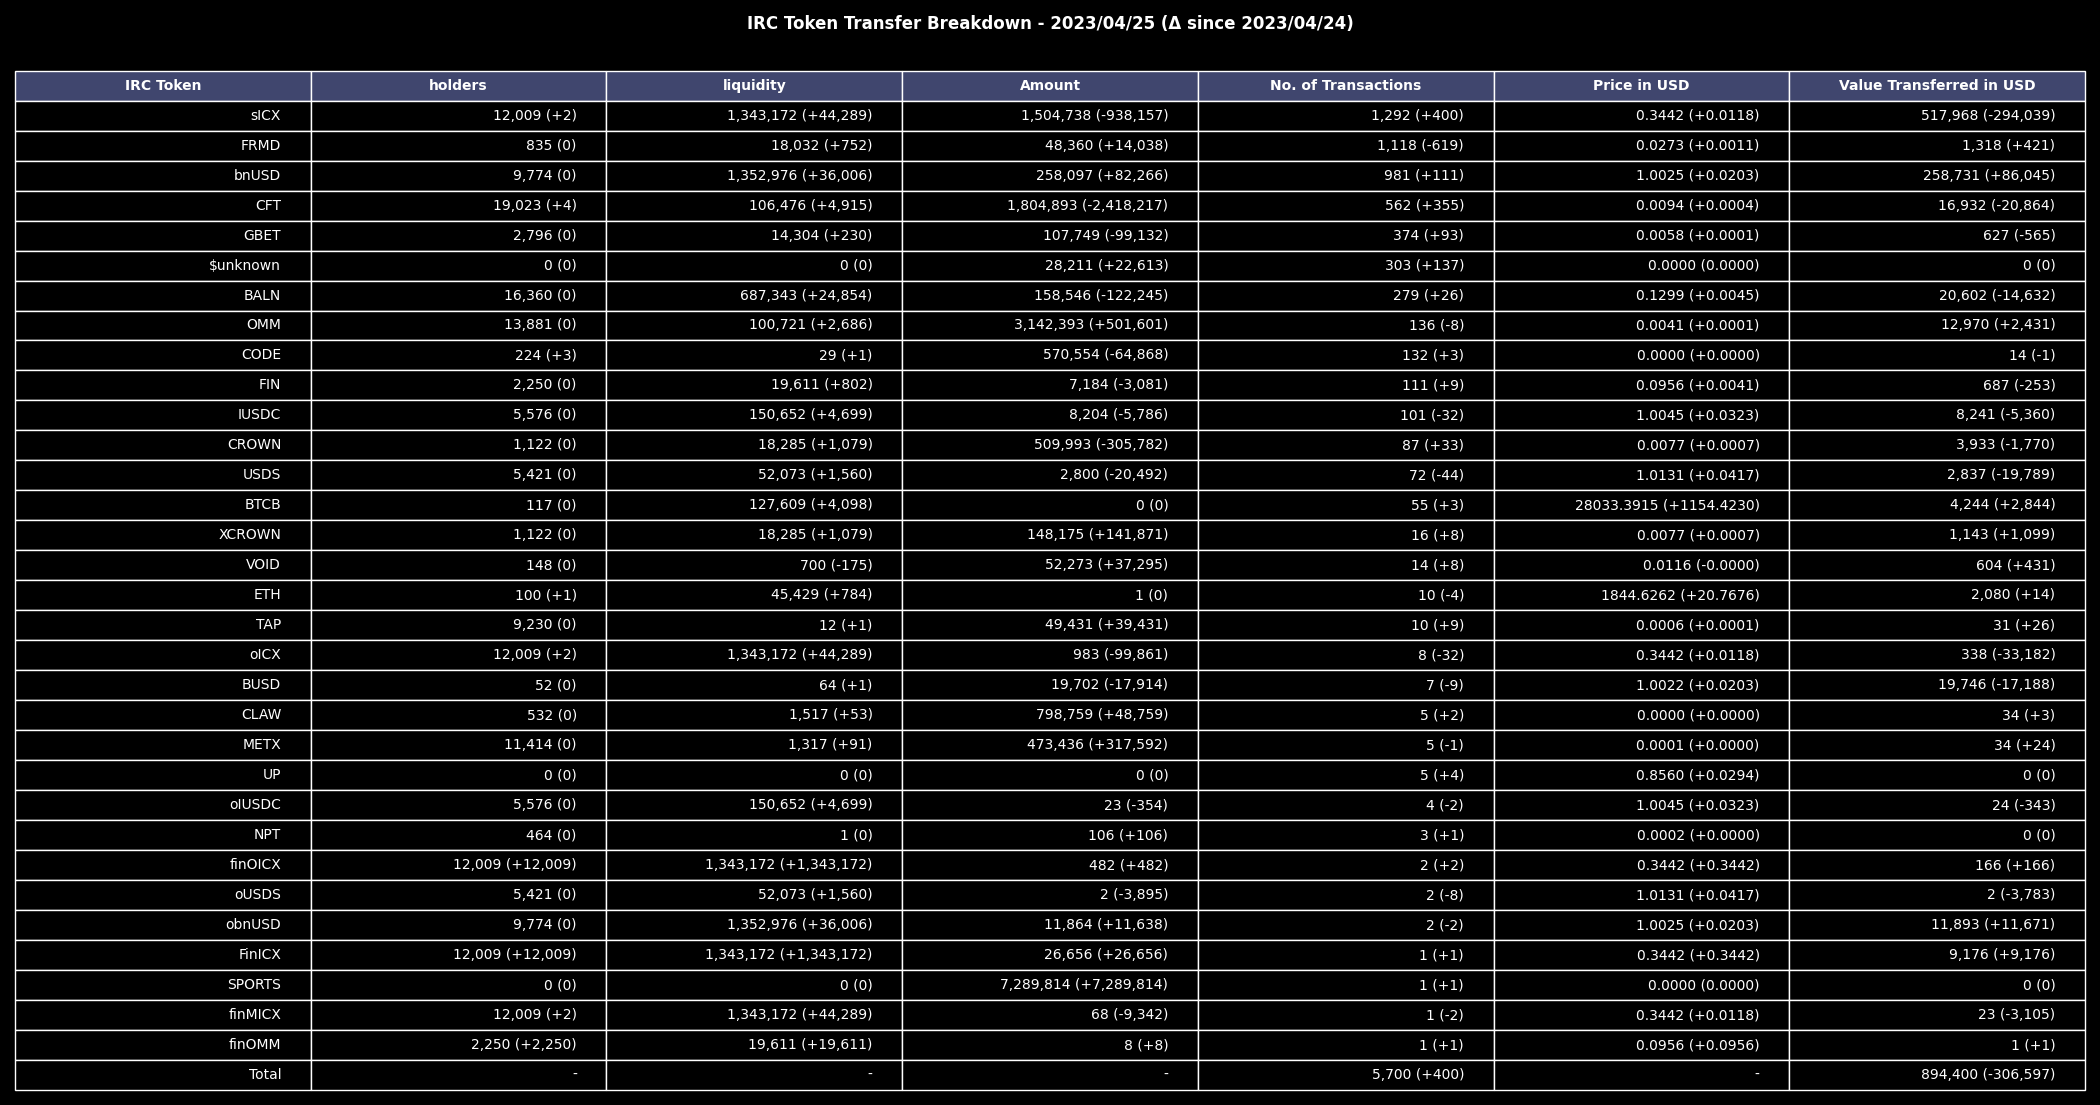 IRC Token Transfer Breakdown - 2023/04/25 (Δ since 2023/04/24)
IRC Token holders liquidity Amount No. of Transactions Price in USD Value Transferred in USD
sICX 12,009 (+2) 1,343,172 (+44,289) 1,504,738 (-938,157) 1,292 (+400) 0.3442 (+0.0118) 517,968 (-294,039)
FRMD 835 (0) 18,032 (+752) 48,360 (+14,038) 1,118 (-619) 0.0273 (+0.0011) 1,318 (+421)
bnUSD 9,774 (0) 1,352,976 (+36,006) 258,097 (+82,266) 981 (+111) 1.0025 (+0.0203) 258,731 (+86,045)
CFT 19,023 (+4) 106,476 (+4,915) 1,804,893 (-2,418,217) 562 (+355) 0.0094 (+0.0004) 16,932 (-20,864)
GBET 2,796 (0) 14,304 (+230) 107,749 (-99,132) 374 (+93) 0.0058 (+0.0001) 627 (-565)
$unknown 0 (0) 0 (0) 28,211 (+22,613) 303 (+137) 0.0000 (0.0000) 0 (0)
BALN 16,360 (0) 687,343 (+24,854) 158,546 (-122,245) 279 (+26) 0.1299 (+0.0045) 20,602 (-14,632)
OMM 13,881 (0) 100,721 (+2,686) 3,142,393 (+501,601) 136 (-8) 0.0041 (+0.0001) 12,970 (+2,431)
CODE 224 (+3) 29 (+1) 570,554 (-64,868) 132 (+3) 0.0000 (+0.0000) 14 (-1)
FIN 2,250 (0) 19,611 (+802) 7,184 (-3,081) 111 (+9) 0.0956 (+0.0041) 687 (-253)
IUSDC 5,576 (0) 150,652 (+4,699) 8,204 (-5,786) 101 (-32) 1.0045 (+0.0323) 8,241 (-5,360)
CROWN 1,122 (0) 18,285 (+1,079) 509,993 (-305,782) 87 (+33) 0.0077 (+0.0007) 3,933 (-1,770)
USDS 5,421 (0) 52,073 (+1,560) 2,800 (-20,492) 72 (-44) 1.0131 (+0.0417) 2,837 (-19,789)
BTCB 117 (0) 127,609 (+4,098) 0 (0) 55 (+3) 28033.3915 (+1154.4230) 4,244 (+2,844)
XCROWN 1,122 (0) 18,285 (+1,079) 148,175 (+141,871) 16 (+8) 0.0077 (+0.0007) 1,143 (+1,099)
VOID 148 (0) 700 (-175) 52,273 (+37,295) 14 (+8) 0.0116 (-0.0000) 604 (+431)
ETH 100 (+1) 45,429 (+784) 1 (0) 10 (-4) 1844.6262 (+20.7676) 2,080 (+14)
TAP 9,230 (0) 12 (+1) 49,431 (+39,431) 10 (+9) 0.0006 (+0.0001) 31 (+26)
oICX 12,009 (+2) 1,343,172 (+44,289) 983 (-99,861) 8 (-32) 0.3442 (+0.0118) 338 (-33,182)
BUSD 52 (0) 64 (+1) 19,702 (-17,914) 7 (-9) 1.0022 (+0.0203) 19,746 (-17,188)
CLAW 532 (0) 1,517 (+53) 798,759 (+48,759) 5 (+2) 0.0000 (+0.0000) 34 (+3)
METX 11,414 (0) 1,317 (+91) 473,436 (+317,592) 5 (-1) 0.0001 (+0.0000) 34 (+24)
UP 0 (0) 0 (0) 0 (0) 5 (+4) 0.8560 (+0.0294) 0 (0)
oIUSDC 5,576 (0) 150,652 (+4,699) 23 (-354) 4 (-2) 1.0045 (+0.0323) 24 (-343)
NPT 464 (0) 1 (0) 106 (+106) 3 (+1) 0.0002 (+0.0000) 0 (0)
finOICX 12,009 (+12,009) 1,343,172 (+1,343,172) 482 (+482) 2 (+2) 0.3442 (+0.3442) 166 (+166)
oUSDS 5,421 (0) 52,073 (+1,560) 2 (-3,895) 2 (-8) 1.0131 (+0.0417) 2 (-3,783)
obnUSD 9,774 (0) 1,352,976 (+36,006) 11,864 (+11,638) 2 (-2) 1.0025 (+0.0203) 11,893 (+11,671)
FinICX 12,009 (+12,009) 1,343,172 (+1,343,172) 26,656 (+26,656) 1 (+1) 0.3442 (+0.3442) 9,176 (+9,176)
SPORTS 0 (0) 0 (0) 7,289,814 (+7,289,814) 1 (+1) 0.0000 (0.0000) 0 (0)
finMICX 12,009 (+2) 1,343,172 (+44,289) 68 (-9,342) 1 (-2) 0.3442 (+0.0118) 23 (-3,105)
finOMM 2,250 (+2,250) 19,611 (+19,611) 8 (+8) 1 (+1) 0.0956 (+0.0956) 1 (+1)
Total - - - 5,700 (+400) - 894,400 (-306,597)